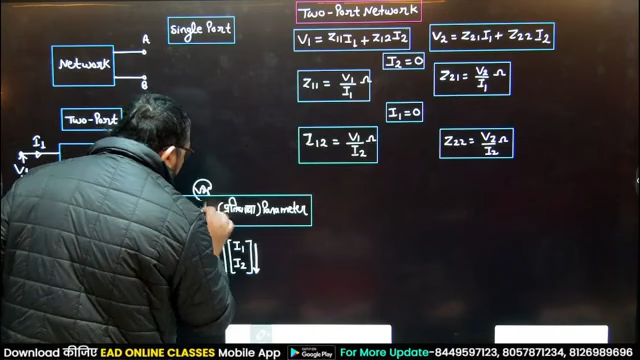 Two-Port Network
Single Port
V1 = Z11 I1 + Z12 I2
V2 = Z21 I1 + Z22 I2
I2 = 0
A
Network
B
Z11 = V1/I1 Ω
Z21 = V2/I1 Ω
I1 = 0
Two-Port
I1
Z12 = V1/I2 Ω
Z22 = V2/I2 Ω
Parameter
I1
I2
Download कीजिए EAD ONLINE CLASSES Mobile App
Google Play
For More Update-8449597123, 8057871234, 8126989696